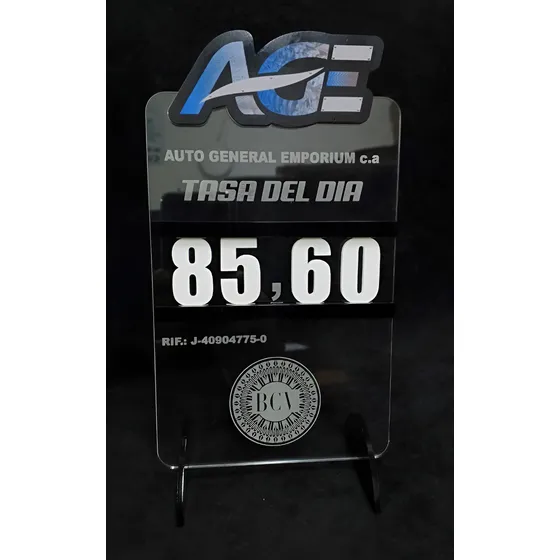 AGE
AUTO GENERAL EMPORIUM c.a
TASA DEL DIA
85,60
RIF.: J-40904775-0
BCV